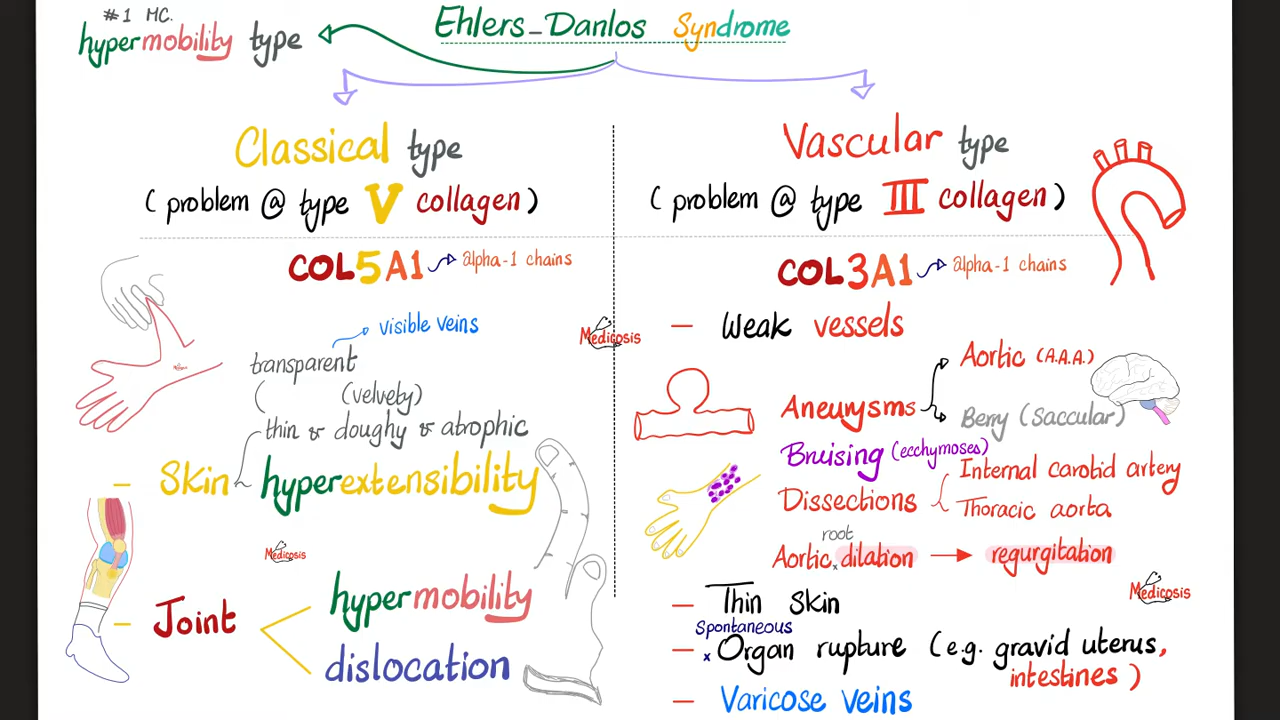 #1 MC.
hypermobility type
Ehlers-Danlos Syndrome
Classical type
(problem @ type V collagen)
COL5A1 alpha-1 chains
visible veins
transparent
(velvety)
thin & doughy & atrophic
- Skin hyperextensibility
Medicosis
- Joint
hypermobility
dislocation
Medicosis
Vascular type
(problem @ type III collagen)
COL3A1 alpha-1 chains
- Weak vessels
Aneurysms
Aortic (A.A.A.)
Berry (saccular)
Bruising (ecchymoses)
Dissections
Internal carotid artery
Thoracic aorta
root
Aortic dilation → regurgitation
- Thin skin
Spontaneous
- Organ rupture (e.g. gravid uterus,
intestines)
- Varicose veins
Medicosis